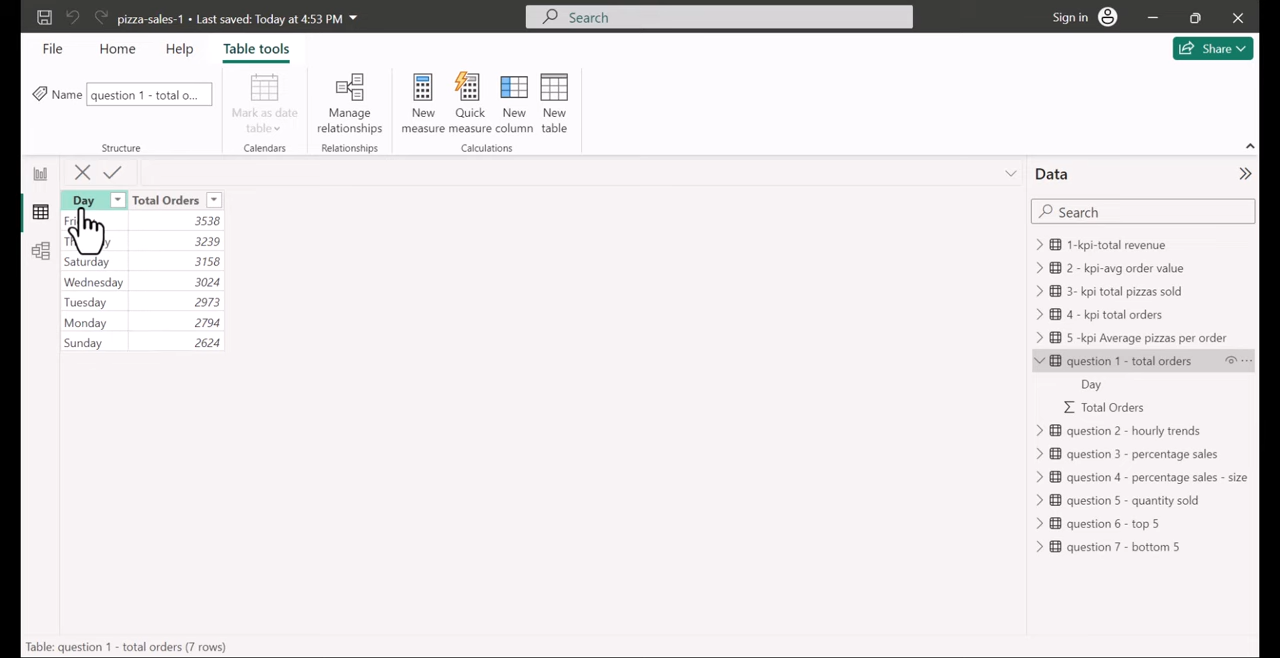 pizza-sales-1 • Last saved: Today at 4:53 PM
Search
Sign in
File
Home
Help
Table tools
Share
Name
question 1 - total o...
Mark as date
table
Manage
relationships
New
measure
Quick
measure
New
column
New
table
Structure
Calendars
Relationships
Calculations
Day
Total Orders
3538
3239
Saturday 3158
Wednesday 3024
Tuesday 2973
Monday 2794
Sunday 2624
Data
Search
1-kpi-total revenue
2 - kpi-avg order value
3- kpi total pizzas sold
4 - kpi total orders
5 -kpi Average pizzas per order
question 1 - total orders
Day
Total Orders
question 2 - hourly trends
question 3 - percentage sales
question 4 - percentage sales - size
question 5 - quantity sold
question 6 - top 5
question 7 - bottom 5
Table: question 1 - total orders (7 rows)